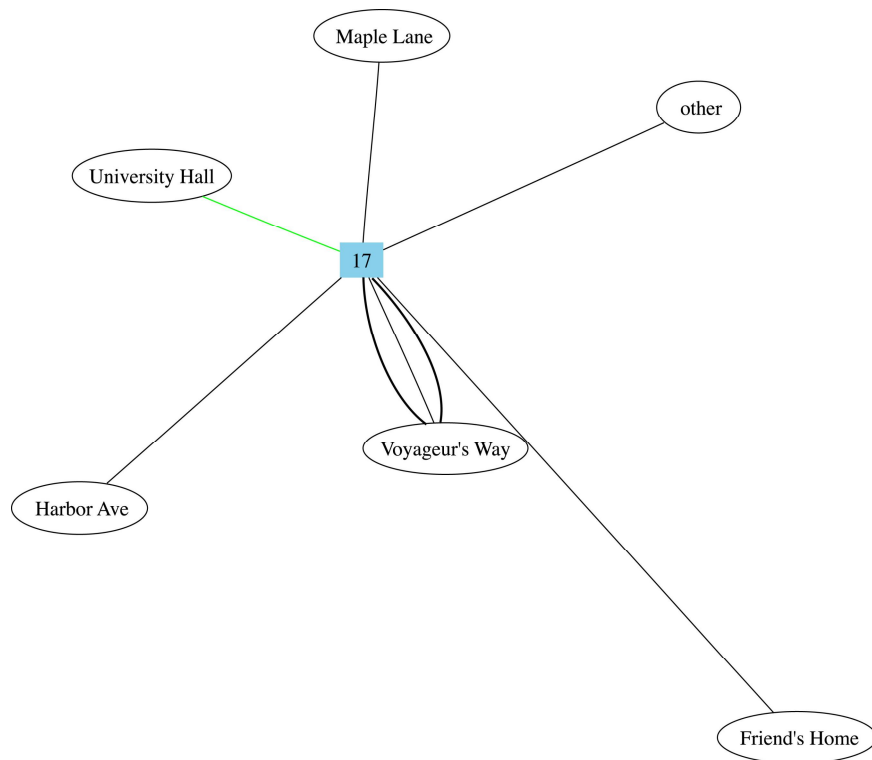 Maple Lane
other
University Hall
17
Voyageur's Way
Harbor Ave
Friend's Home